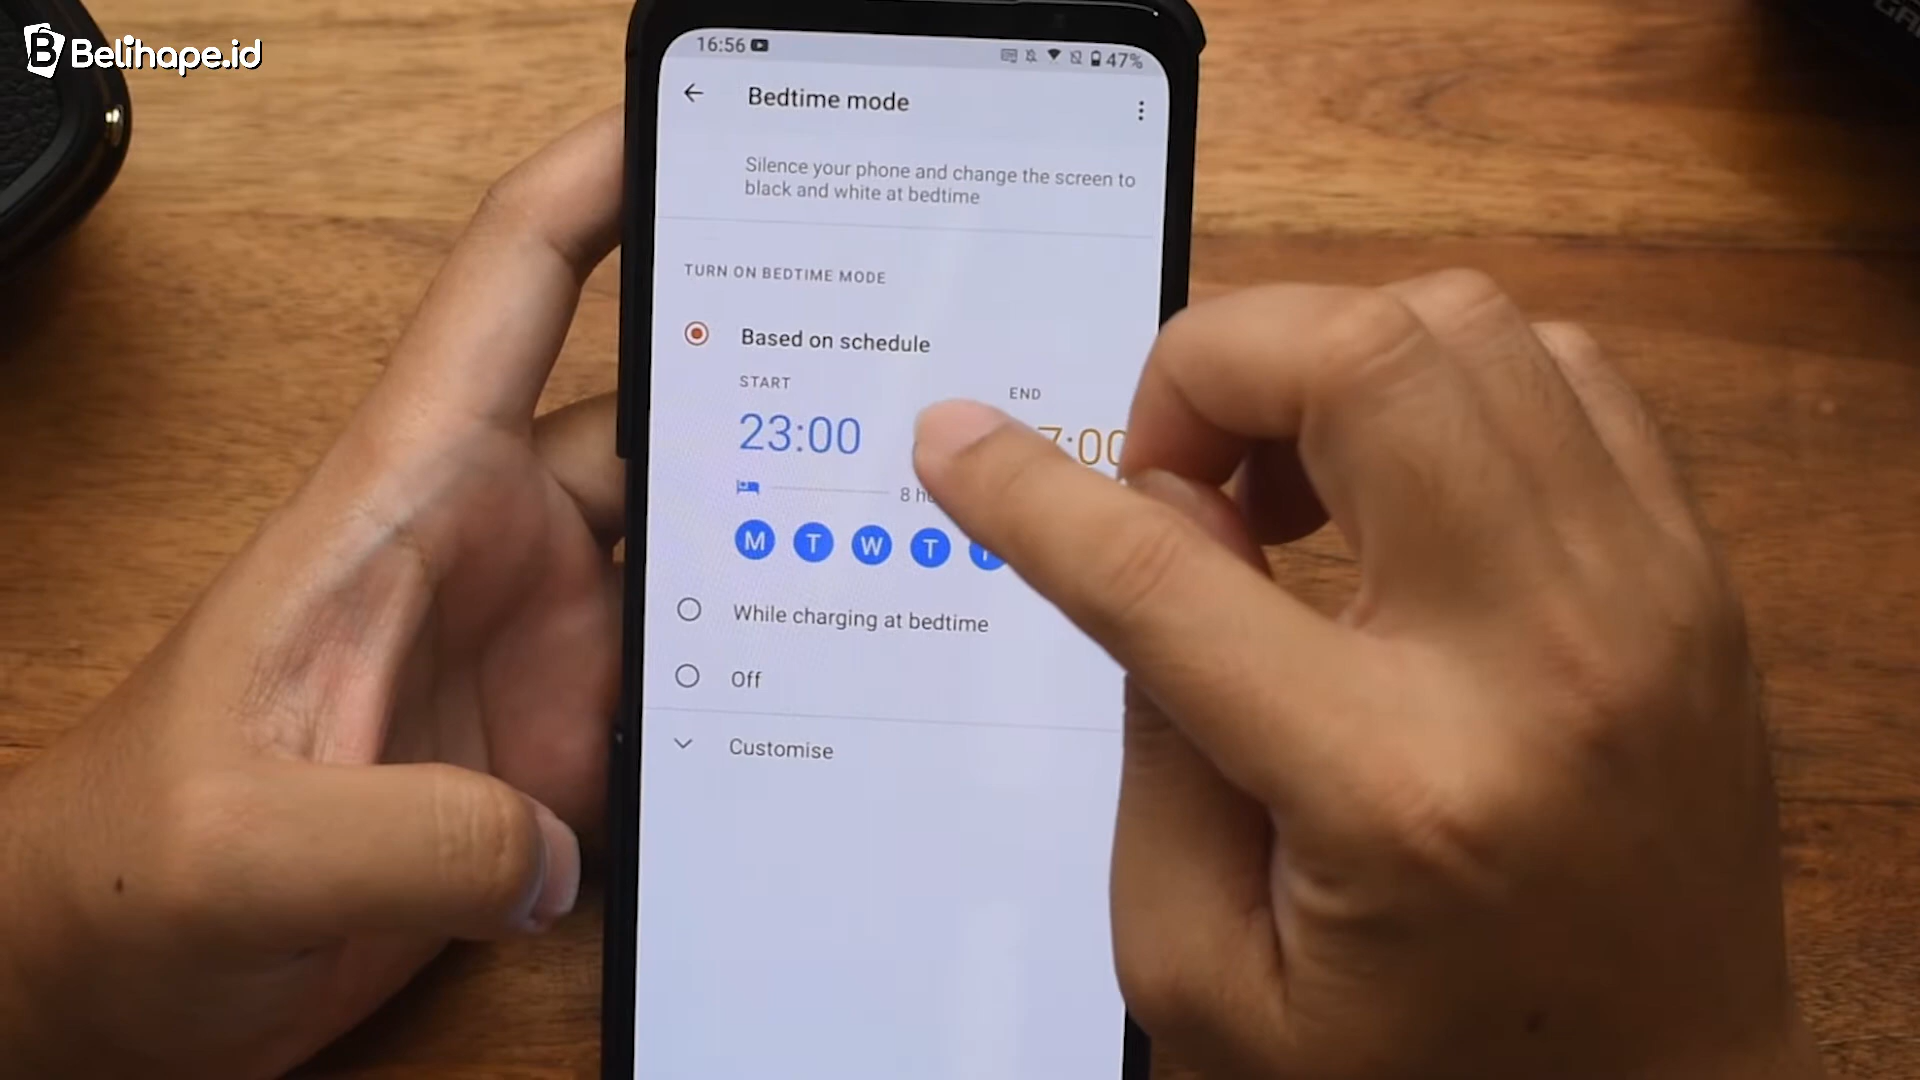 Belihape.id
16:56 47%
Bedtime mode
Silence your phone and change the screen to
black and white at bedtime
TURN ON BEDTIME MODE
Based on schedule
START END
23:00 7:00
8
M T W T
While charging at bedtime
Off
Customise